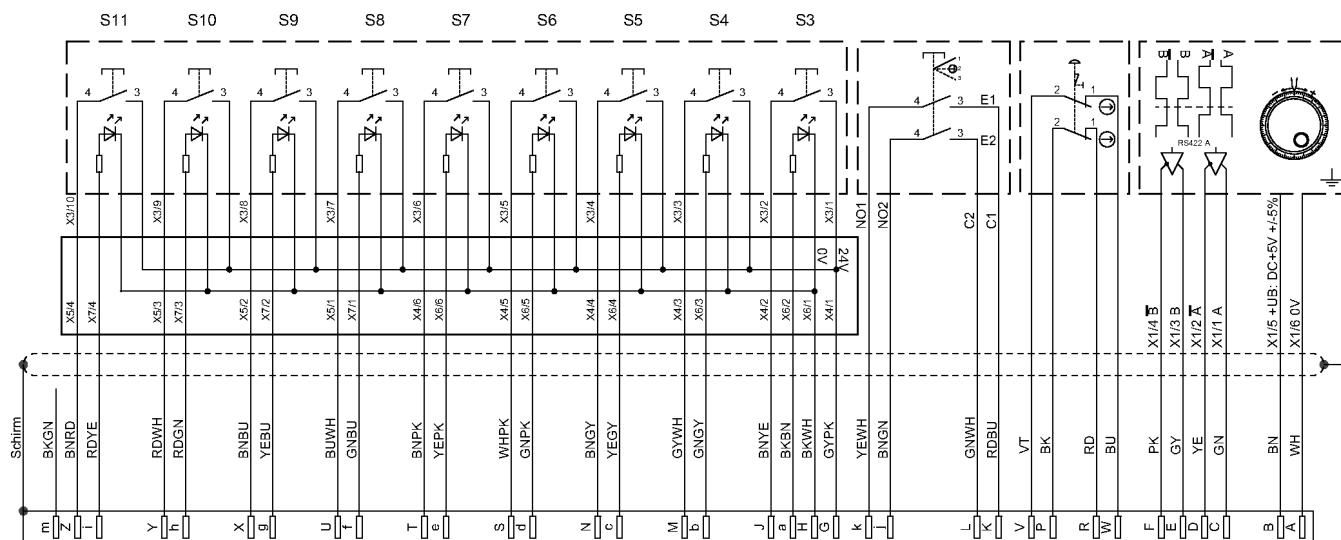 S11 S10 S9 S8 S7 S6 S5 S4 S3
B B A A
1
2
3
4 3 4 3 4 3 4 3 4 3 4 3 4 3 4 3 4 3
4 3 E1
4 3 E2
2 1
2 1
- V +
RS422 A
X3/10 X3/9 X3/8 X3/7 X3/6 X3/5 X3/4 X3/3 X3/2 X3/1
NO1 NO2 C2 C1
0V 24V
X5/4 X7/4 X5/3 X7/3 X5/2 X7/2 X5/1 X7/1 X4/6 X6/6 X4/5 X6/5 X4/4 X6/4 X4/3 X6/3 X4/2 X6/2 X6/1 X4/1
X1/4 B̅ X1/3 B X1/2 A̅ X1/1 A X1/5 +UB: DC+5V +/-5% X1/6 0V
Schirm BKGN BNRD RDYE RDWH RDGN BNBU YEBU BUWH GNBU BNPK YEPK WHPK GNPK BNGY YEGY GYWH GNGY BNYE BKBN BKWH GYPK YEWH BNGN GNWH RDBU VT BK RD BU PK GY YE GN BN WH
m Z i Y h X g U f T e S d N c M b J a H G k j L K V P R W F E D C B A